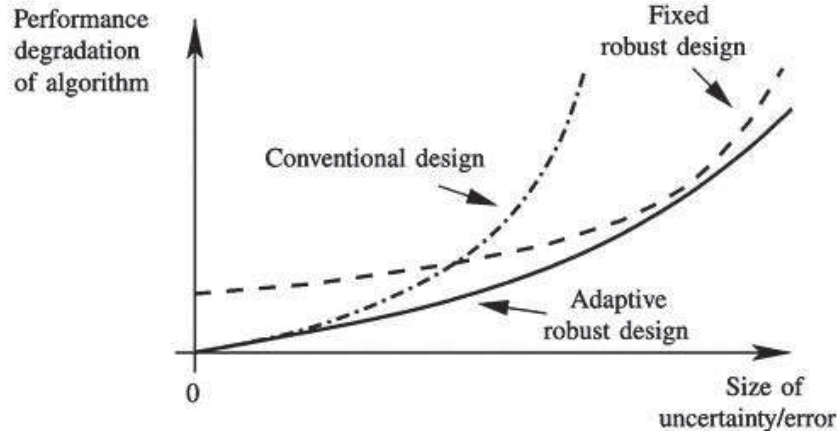 Performance
degradation
of algorithm
Fixed
robust design
Conventional design
Adaptive
robust design
0
Size of
uncertainty/error